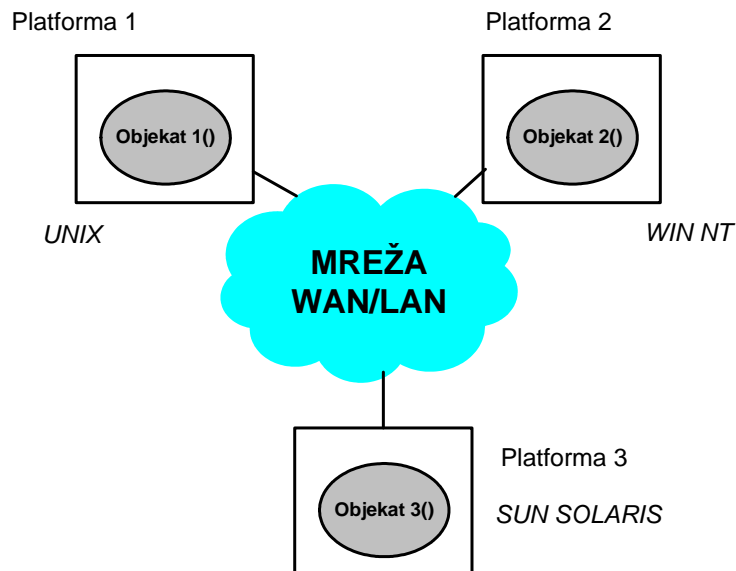 Platforma 1
Platforma 2
Objekat 1()
Objekat 2()
UNIX
WIN NT
MREŽA
WAN/LAN
Platforma 3
Objekat 3()
SUN SOLARIS